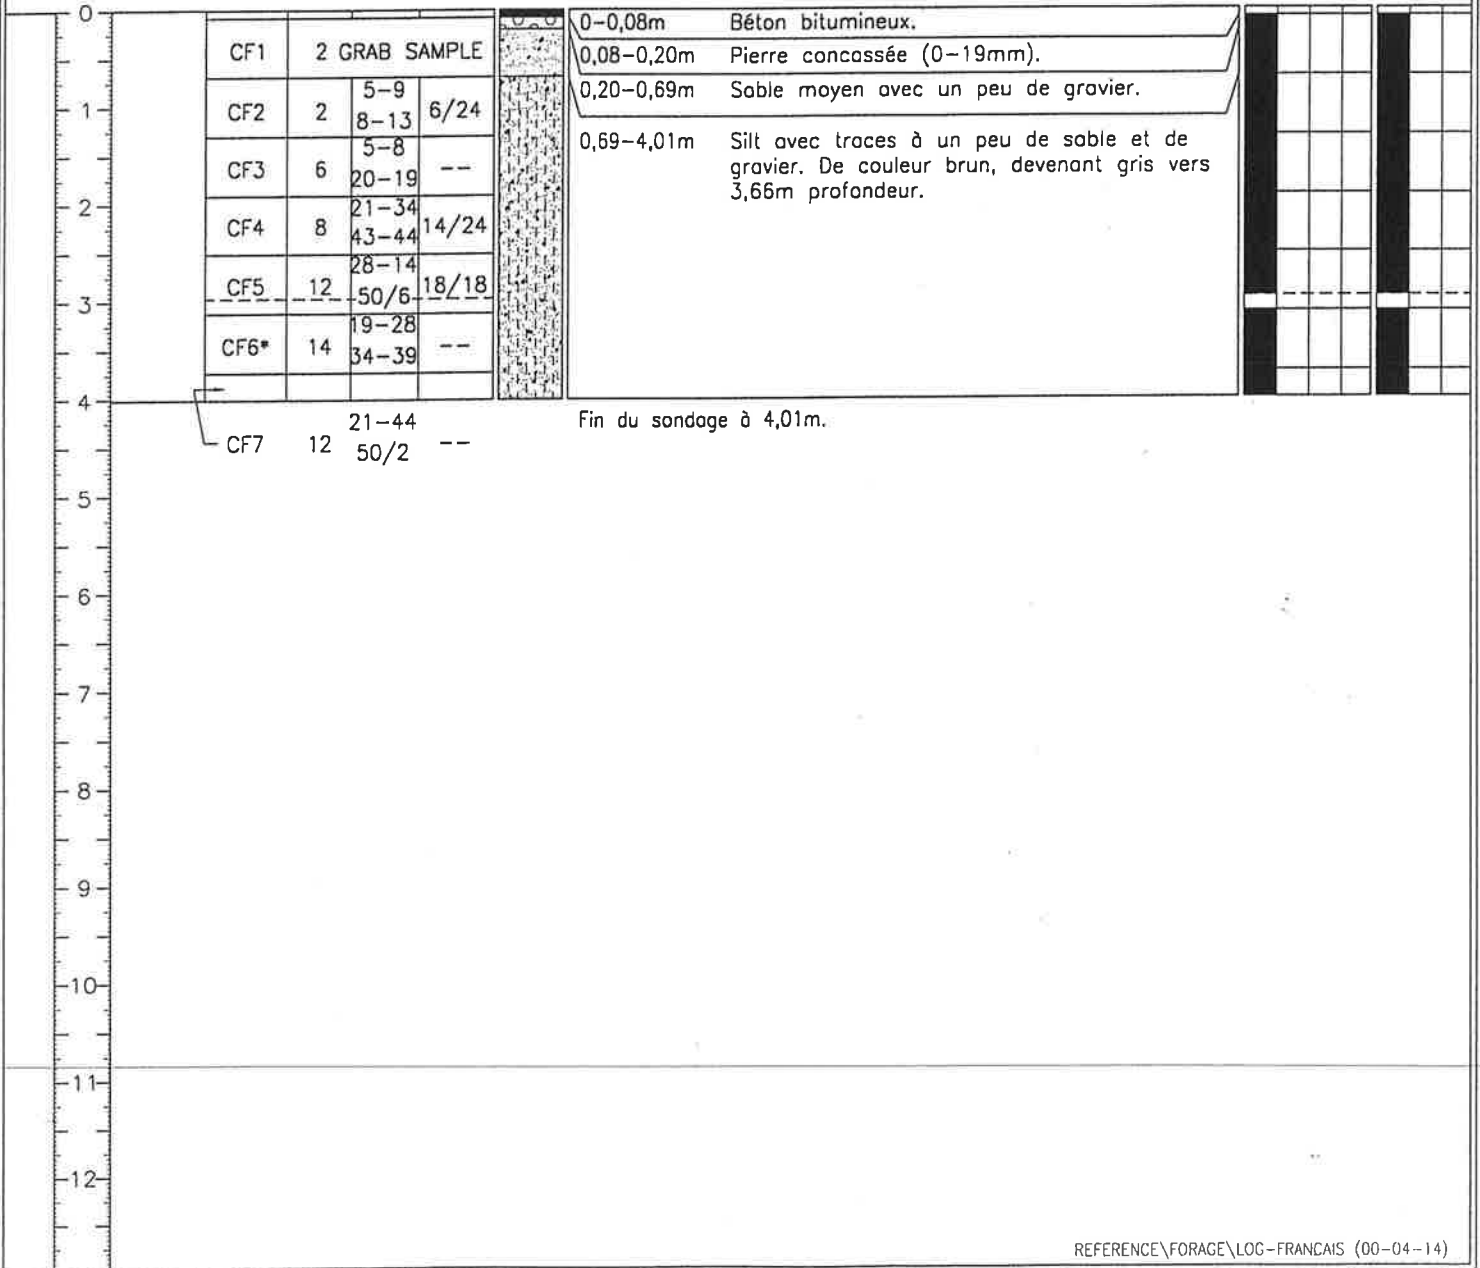 0
CF1 2 GRAB SAMPLE
CF2 2 5-9 8-13 6/24
1
CF3 6 5-8 20-19 --
2
CF4 8 21-34 43-44 14/24
CF5 12 28-14 50/6 18/18
3
CF6* 14 19-28 34-39 --
4
CF7 12 21-44 50/2 --
0-0,08m Béton bitumineux.
0,08-0,20m Pierre concassée (0-19mm).
0,20-0,69m Sable moyen avec un peu de gravier.
0,69-4,01m Silt avec traces à un peu de sable et de
gravier. De couleur brun, devenant gris vers
3,66m profondeur.
Fin du sondage à 4,01m.
5
6
7
8
9
10
11
12
REFERENCE\FORAGE\LOG-FRANCAIS (00-04-14)